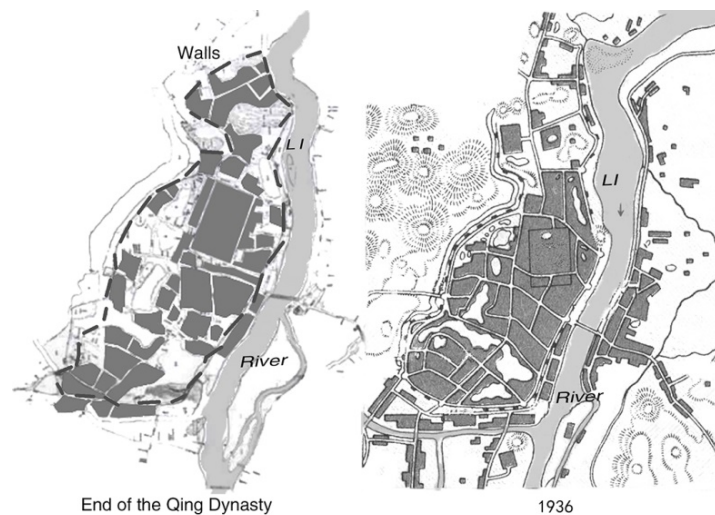 Walls
LI
River
End of the Qing Dynasty
LI
River
1936